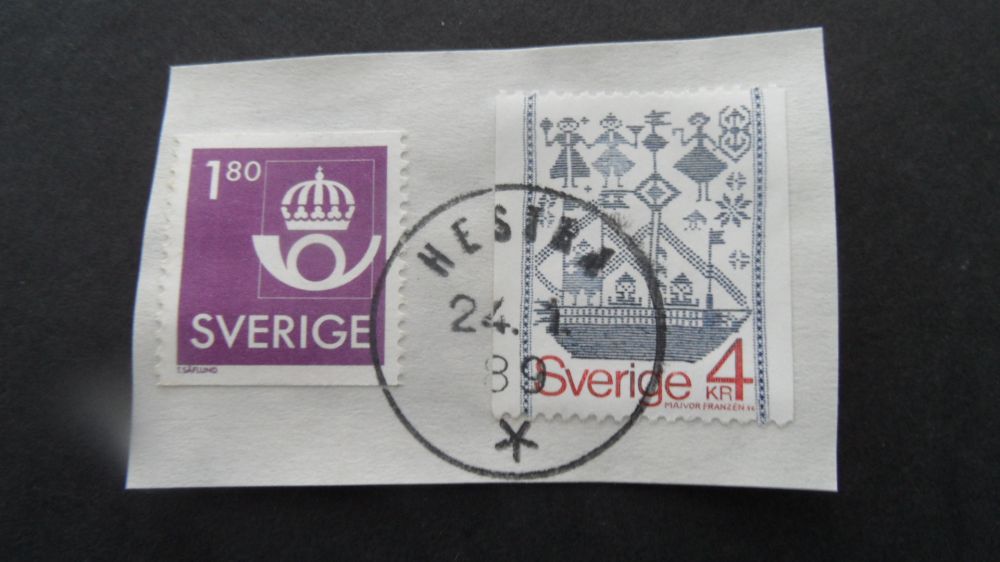 1 80
SVERIGE
T. SÄFLUND
HESTRA
24. 1.
89
Sverige 4
KR
MAJVOR FRANZÉN